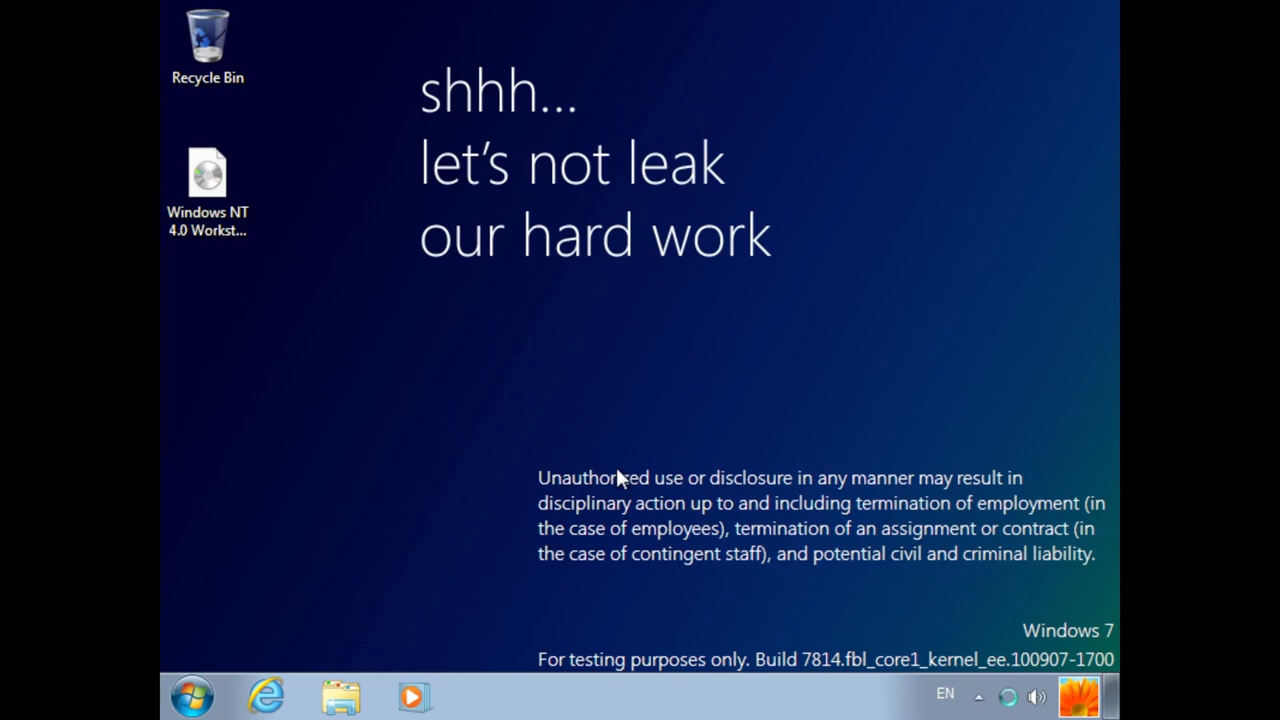 Recycle Bin
shhh...
let's not leak
our hard work
Windows NT
4.0 Workst...
Unauthorized use or disclosure in any manner may result in
disciplinary action up to and including termination of employment (in
the case of employees), termination of an assignment or contract (in
the case of contingent staff), and potential civil and criminal liability.
Windows 7
For testing purposes only. Build 7814.fbl_core1_kernel_ee.100907-1700
EN